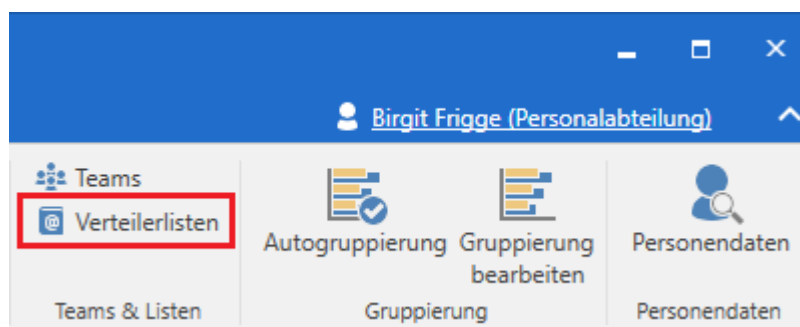 Birgit Frigge (Personalabteilung)
Teams
@ Verteilerlisten
Autogruppierung
Gruppierung
bearbeiten
Personendaten
Teams & Listen
Gruppierung
Personendaten